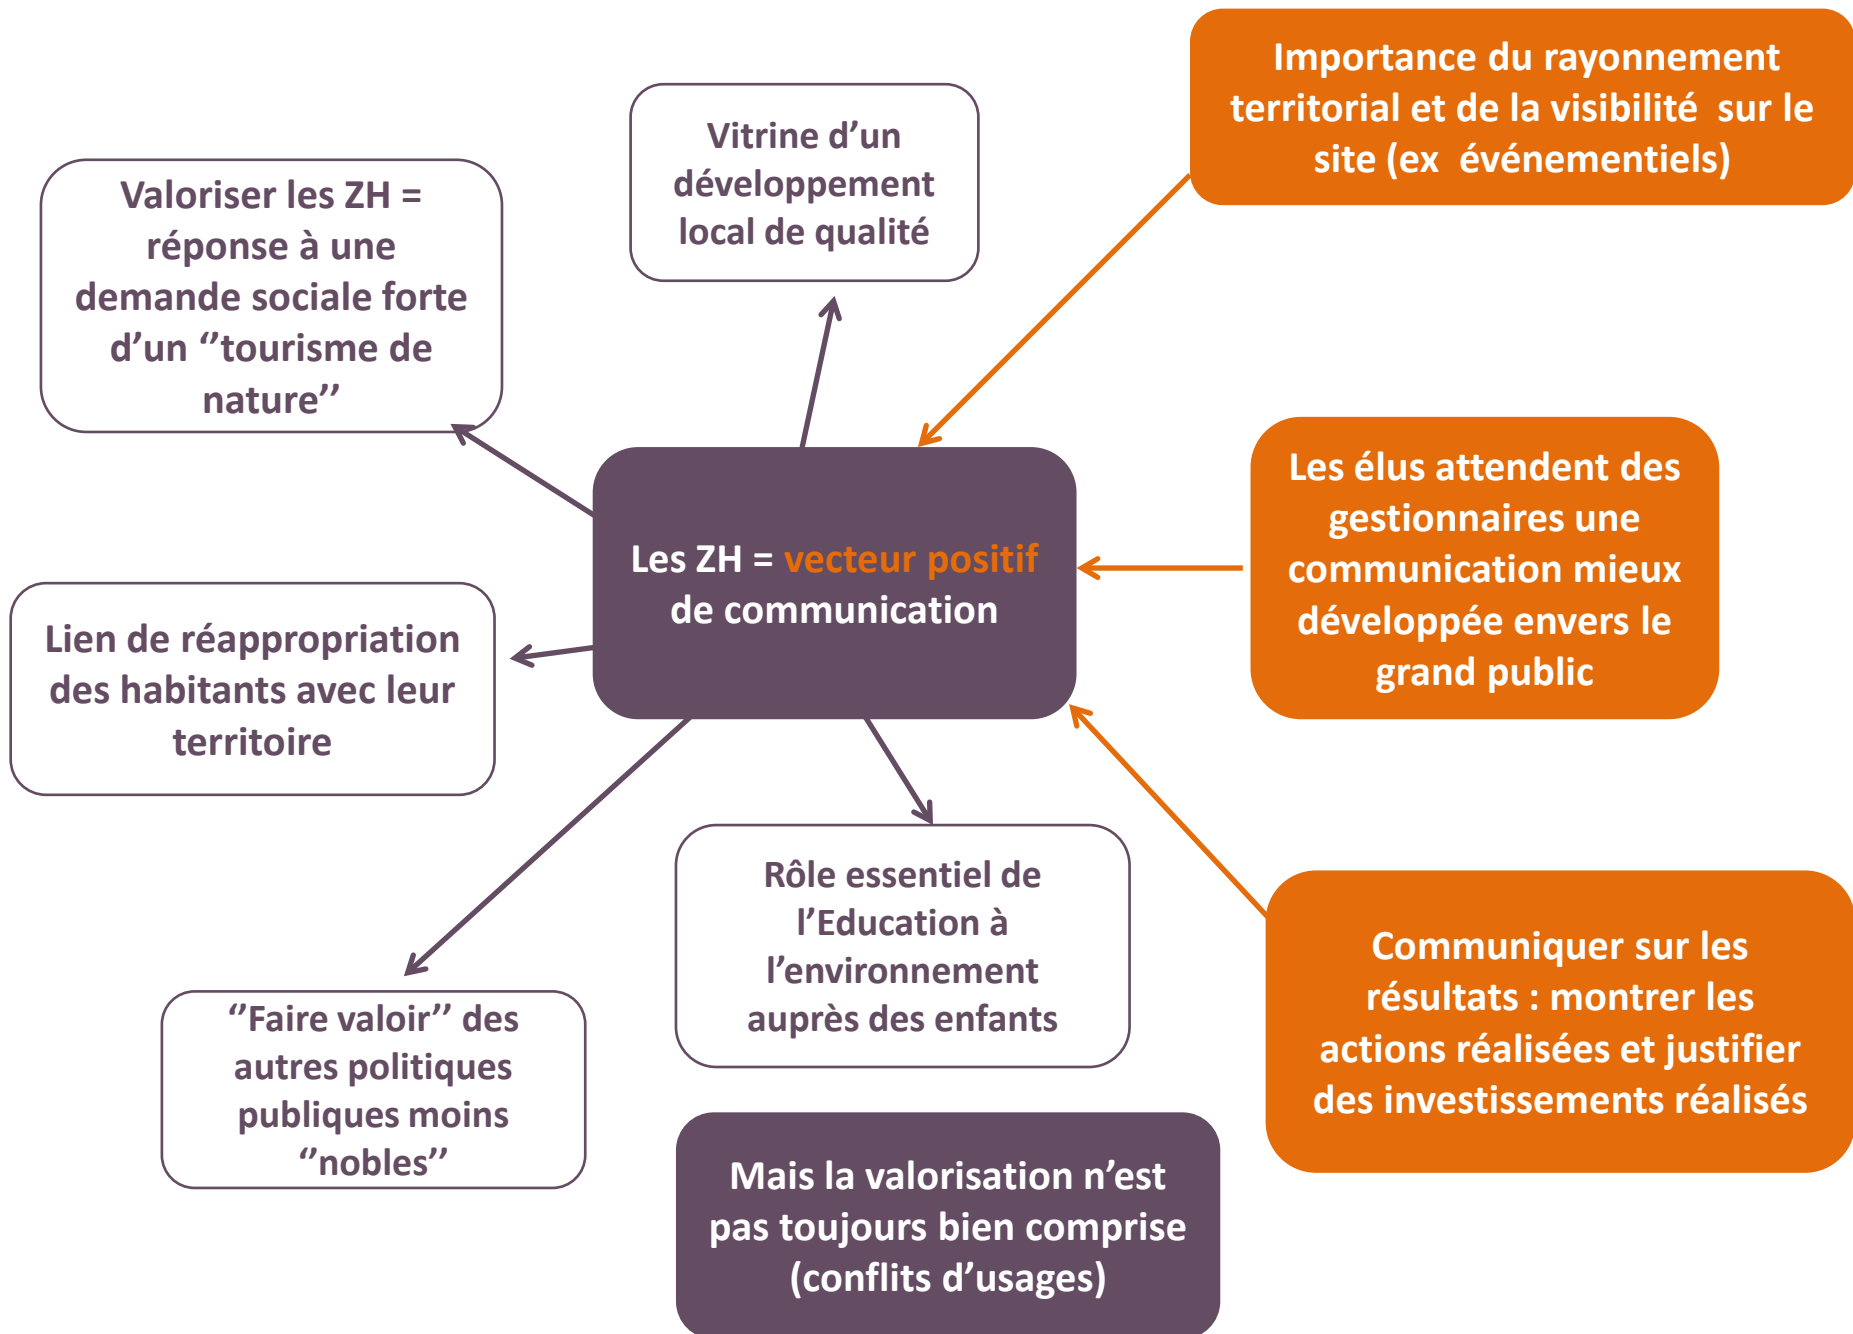 Importance du rayonnement
territorial et de la visibilité  sur le
site (ex  événementiels)
Vitrine d’un
développement
local de qualité
Valoriser les ZH =
réponse à une
demande sociale forte
d’un ‘’tourisme de
nature’’
Les élus attendent des
gestionnaires une
communication mieux
développée envers le
grand public
Les ZH = vecteur positif
de communication
Lien de réappropriation
des habitants avec leur
territoire
Rôle essentiel de
l’Education à
l’environnement
auprès des enfants
Communiquer sur les
résultats : montrer les
actions réalisées et justifier
des investissements réalisés
‘’Faire valoir’’ des
autres politiques
publiques moins
‘’nobles’’
Mais la valorisation n’est
pas toujours bien comprise
(conflits d’usages)